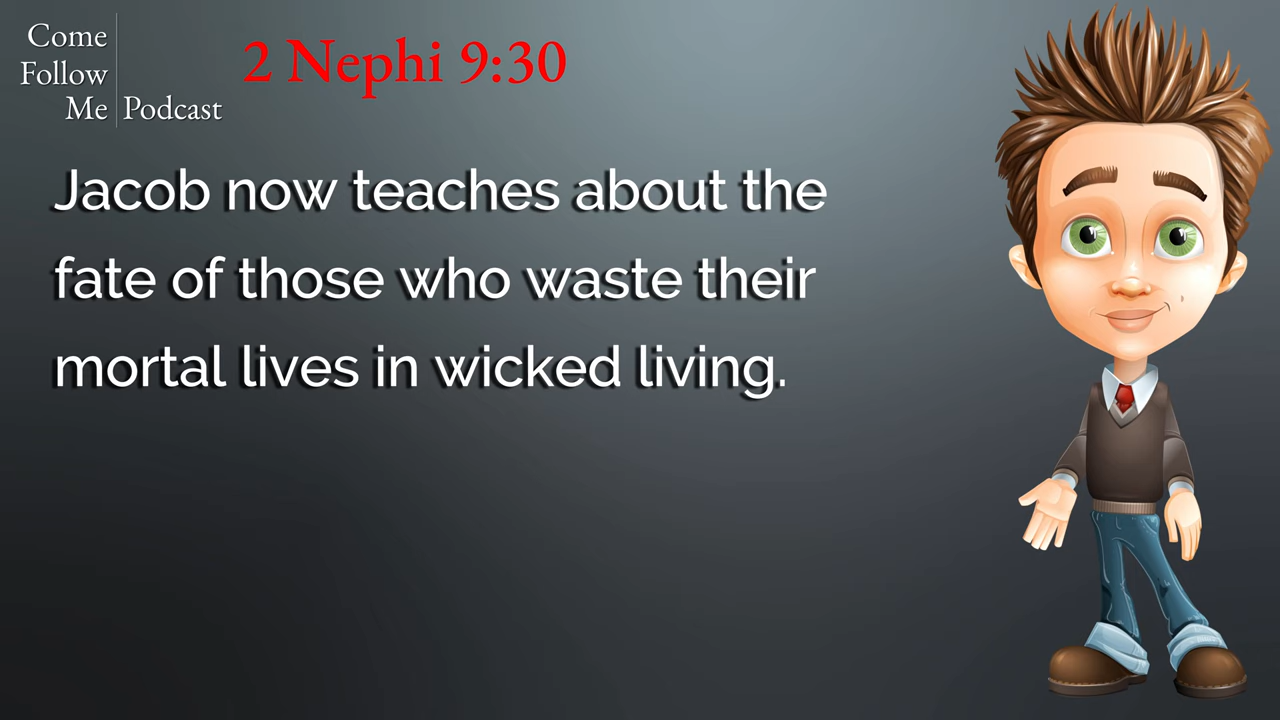 Come
Follow
Me Podcast
2 Nephi 9:30
Jacob now teaches about the
fate of those who waste their
mortal lives in wicked living.